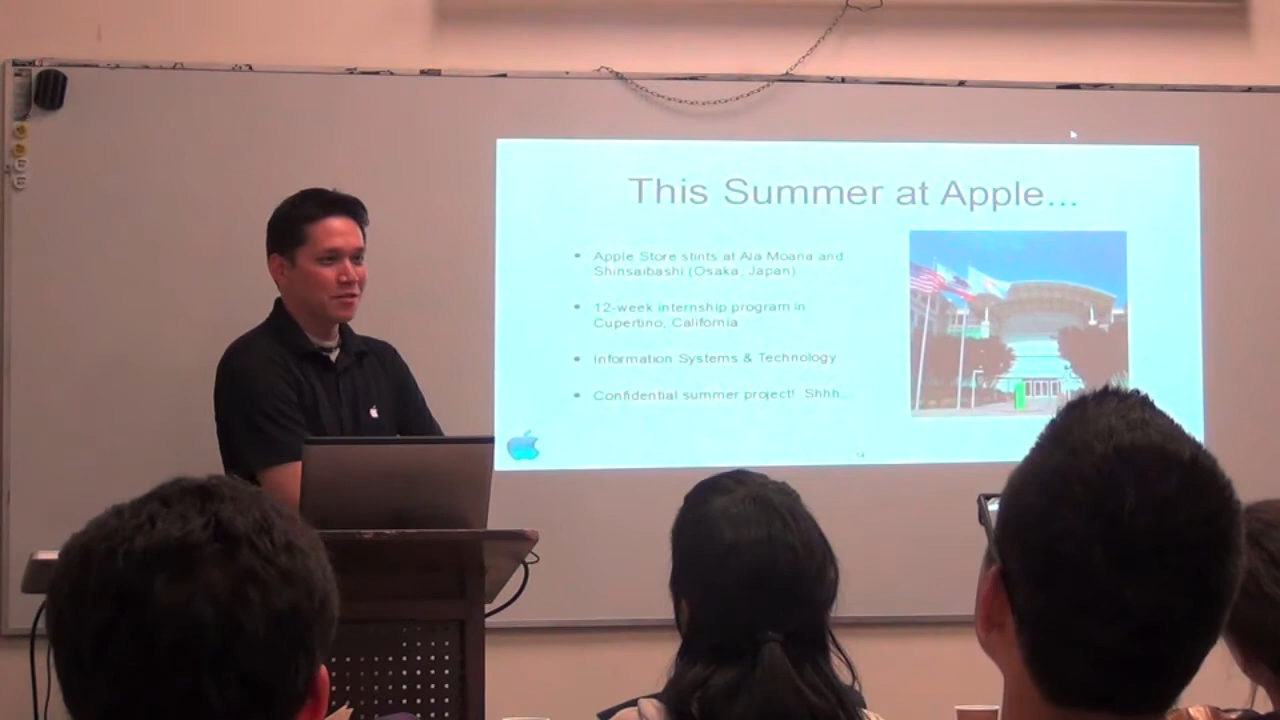 This Summer at Apple...
Apple Store stints at Ala Moana and
Shinsaibashi (Osaka, Japan)
12-week internship program in
Cupertino, California
Information Systems & Technology
Confidential summer project! Shhh...